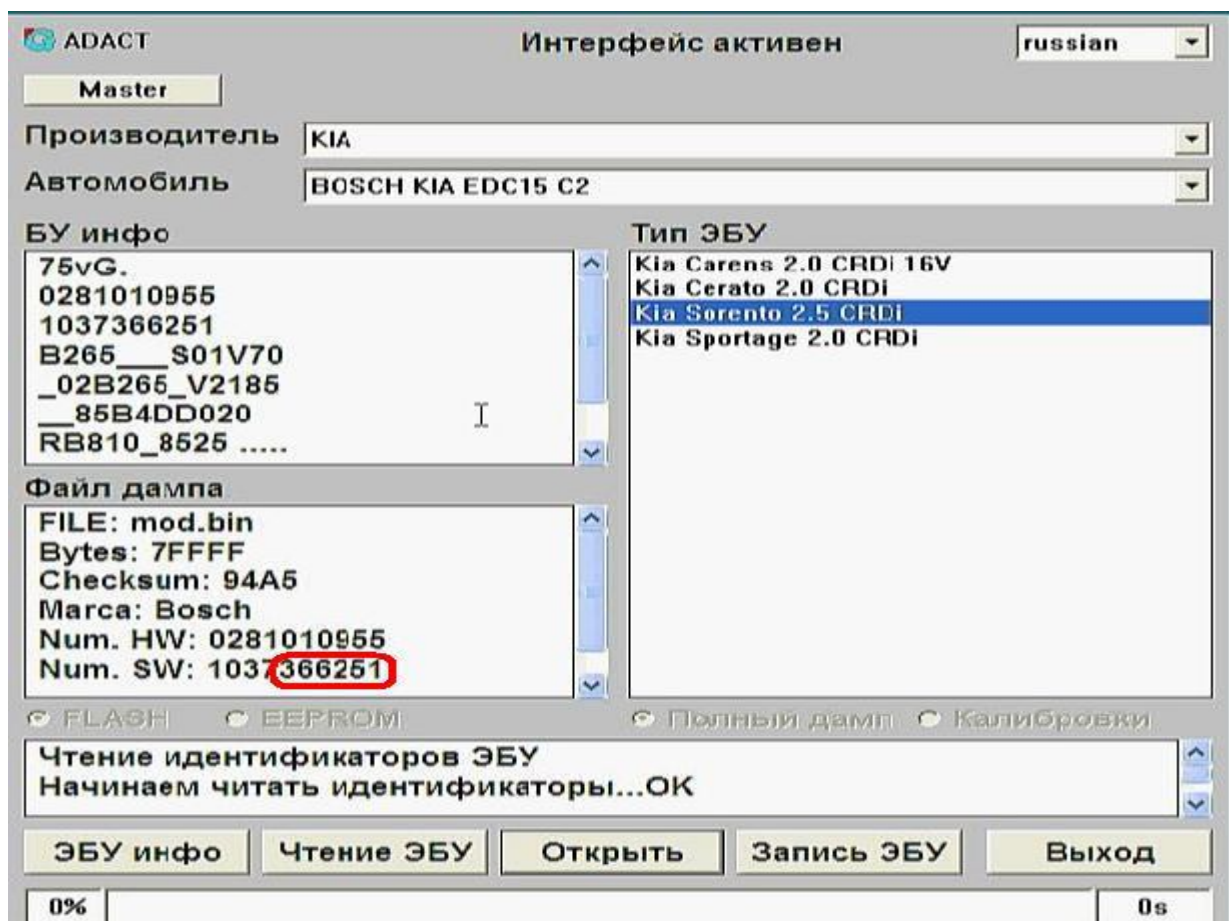 ADACT Интерфейс активен russian
Master
Производитель KIA
Автомобиль BOSCH KIA EDC15 C2
БУ инфо
75vG.
0281010955
1037366251
B265___S01V70
_02B265_V2185
__85B4DD020
RB810_8525 .....
Тип ЭБУ
Kia Carens 2.0 CRDi 16V
Kia Cerato 2.0 CRDi
Kia Sorento 2.5 CRDi
Kia Sportage 2.0 CRDi
Файл дампа
FILE: mod.bin
Bytes: 7FFFF
Checksum: 94A5
Marca: Bosch
Num. HW: 0281010955
Num. SW: 1037366251
FLASH EEPROM Полный дамп Калибровки
Чтение идентификаторов ЭБУ
Начинаем читать идентификаторы...OK
ЭБУ инфо Чтение ЭБУ Открыть Запись ЭБУ Выход
0% 0s